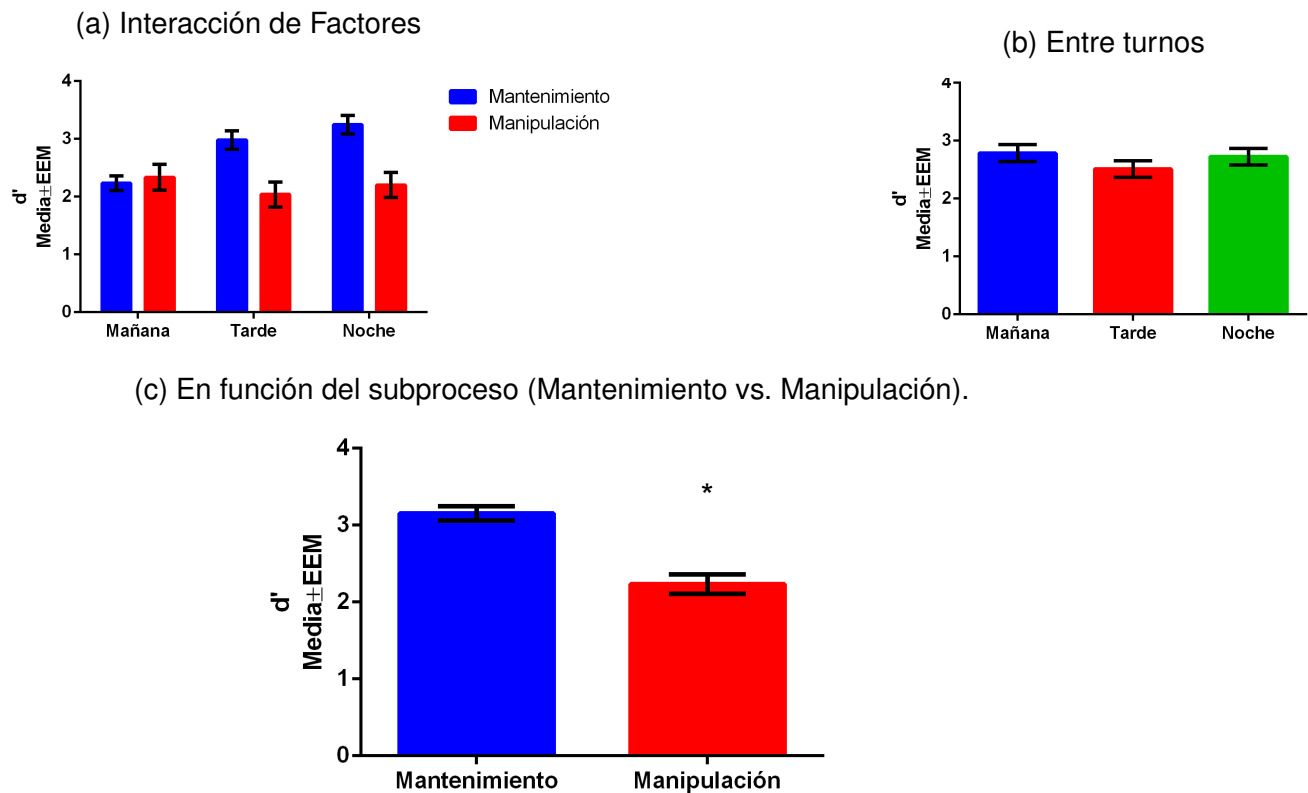 (a) Interacción de Factores
4
3
2
1
0
d'
Media±EEM
Mañana
Tarde
Noche
Mantenimiento
Manipulación
(b) Entre turnos
4
3
2
1
0
d'
Media±EEM
Mañana
Tarde
Noche
(c) En función del subproceso (Mantenimiento vs. Manipulación).
4
3
2
1
0
d'
Media±EEM
*
Mantenimiento
Manipulación